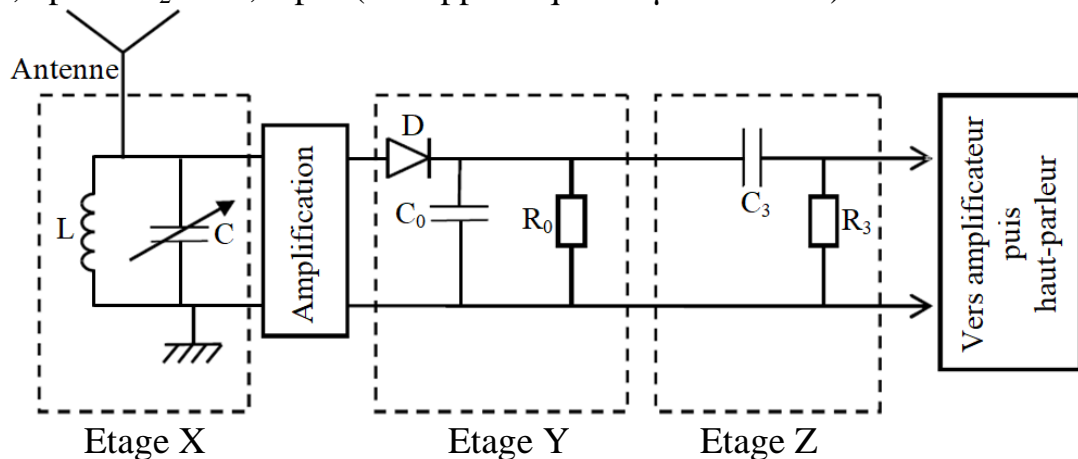 Antenne
D
Amplification
L
C
C₀
R₀
C₃
R₃
Vers amplificateur
puis
haut-parleur
Etage X
Etage Y
Etage Z